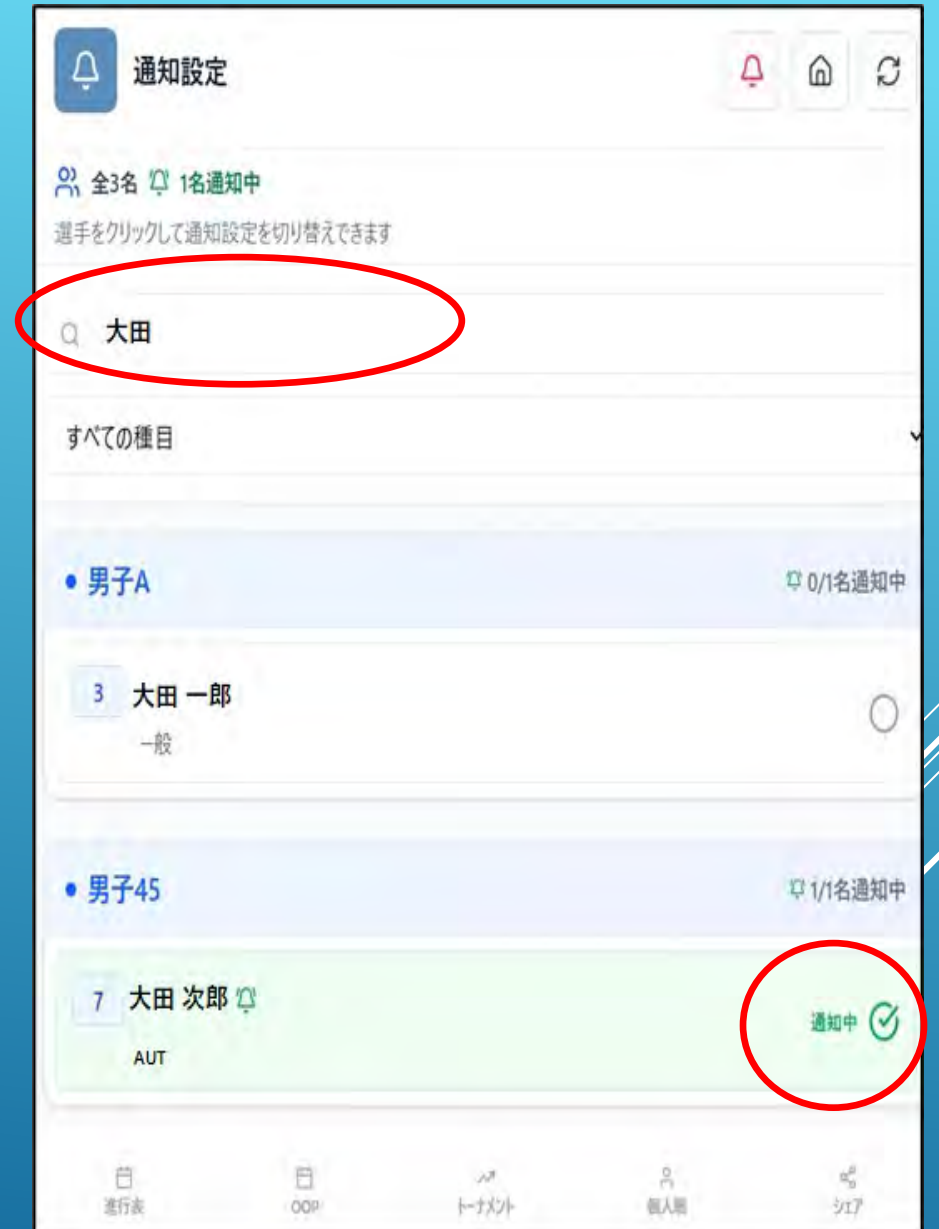 通知設定
全3名 1名通知中
選手をクリックして通知設定を切り替えできます
大田
すべての種目
• 男子A 0/1名通知中
3 大田 一郎
一般
• 男子45 1/1名通知中
7 大田 次郎
通知中
AUT
進行表 OOP トーナメント 個人戦 シェア